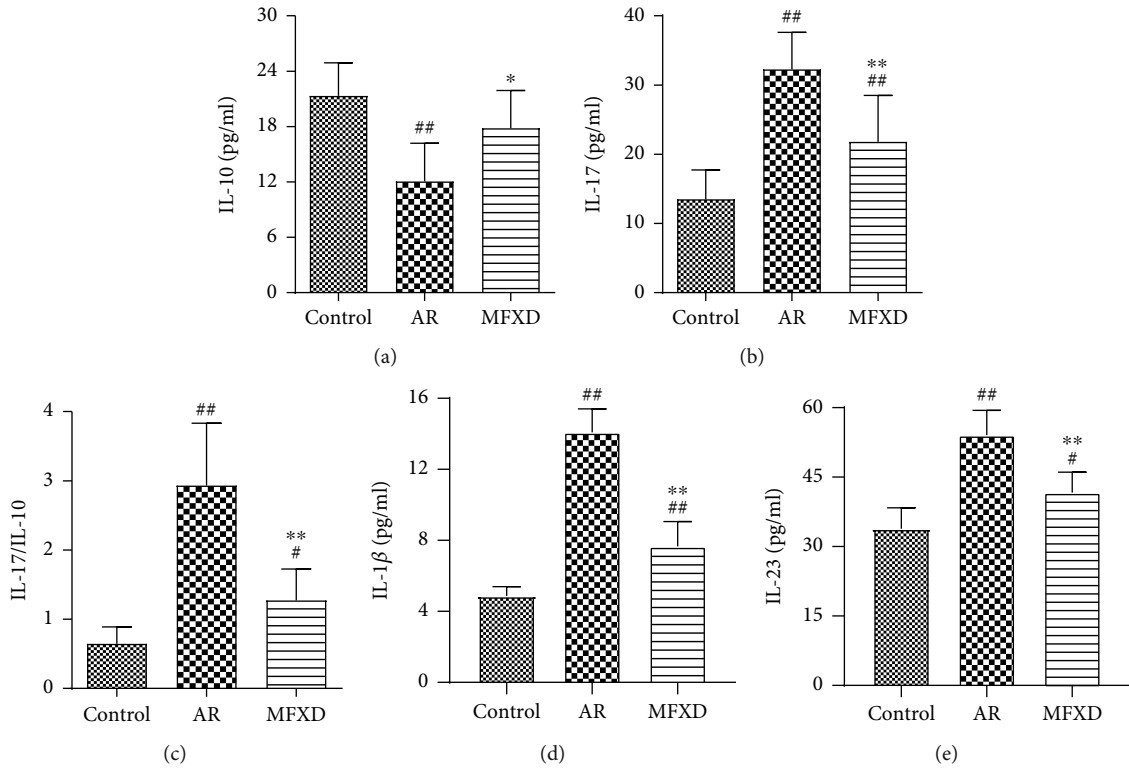 30
24
18
12
6
0
IL-10 (pg/ml)
##
*
Control AR MFXD
(a)
40
30
20
10
0
IL-17 (pg/ml)
##
**
##
Control AR MFXD
(b)
4
3
2
1
0
IL-17/IL-10
##
**
#
Control AR MFXD
(c)
16
12
8
4
0
IL-1β (pg/ml)
##
**
##
Control AR MFXD
(d)
60
45
30
15
0
IL-23 (pg/ml)
##
**
#
Control AR MFXD
(e)